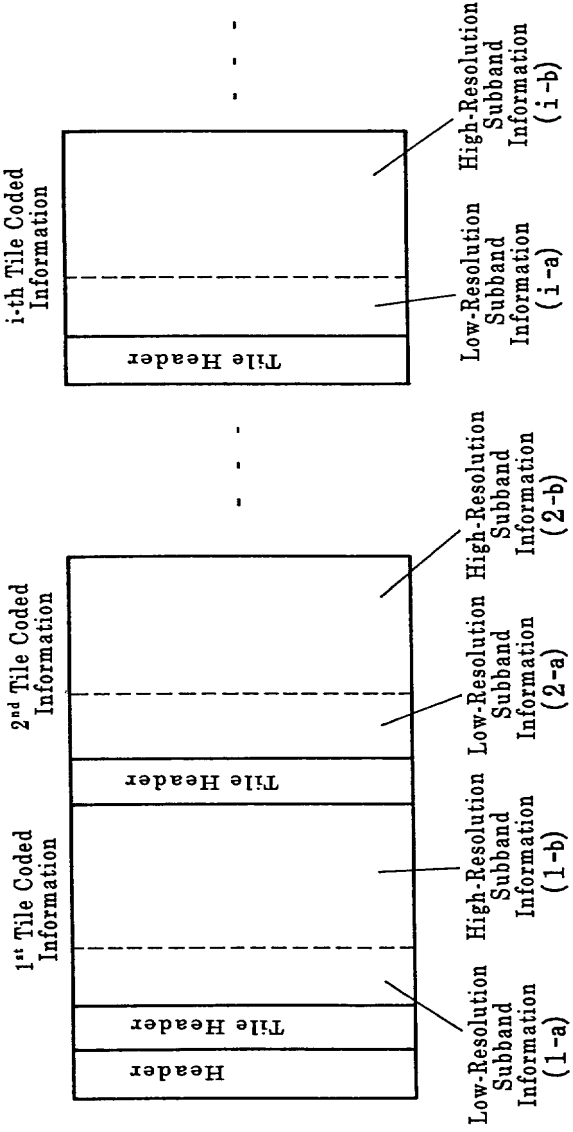 1st Tile Coded
Information
2nd Tile Coded
Information
i-th Tile Coded
Information
Header
Tile Header
Tile Header
Tile Header
Low-Resolution
Subband
Information
(1-a)
High-Resolution
Subband
Information
(1-b)
Low-Resolution
Subband
Information
(2-a)
High-Resolution
Subband
Information
(2-b)
Low-Resolution
Subband
Information
(i-a)
High-Resolution
Subband
Information
(i-b)